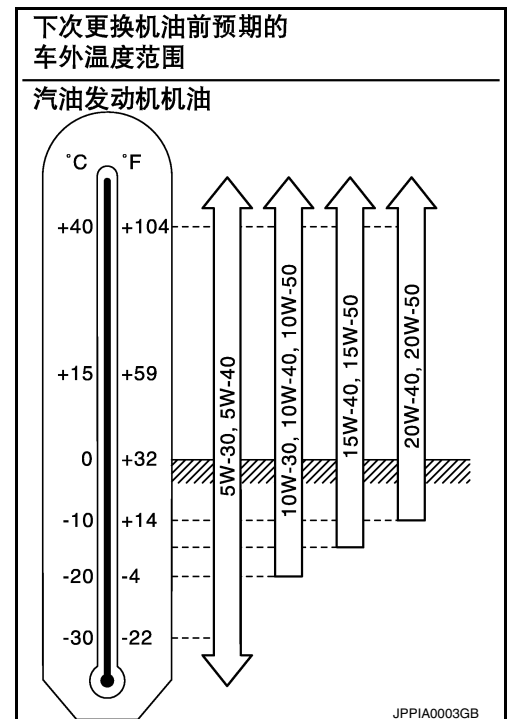 下次更换机油前预期的
车外温度范围
汽油发动机机油
°C °F
+40 +104
+15 +59
0 +32
-10 +14
-20 -4
-30 -22
5W-30, 5W-40
10W-30, 10W-40, 10W-50
15W-40, 15W-50
20W-40, 20W-50
JPPIA0003GB